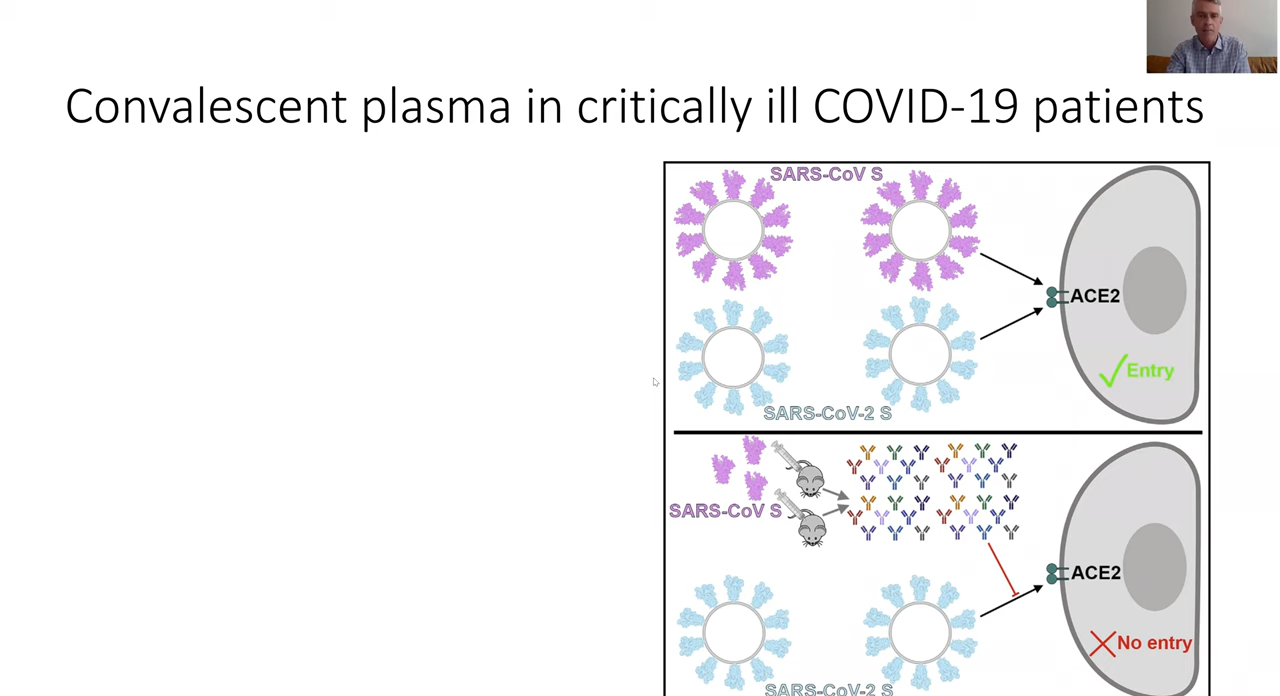 Convalescent plasma in critically ill COVID-19 patients
SARS-CoV S
ACE2
Entry
SARS-CoV-2 S
SARS-CoV S
ACE2
No entry
SARS-CoV-2 S